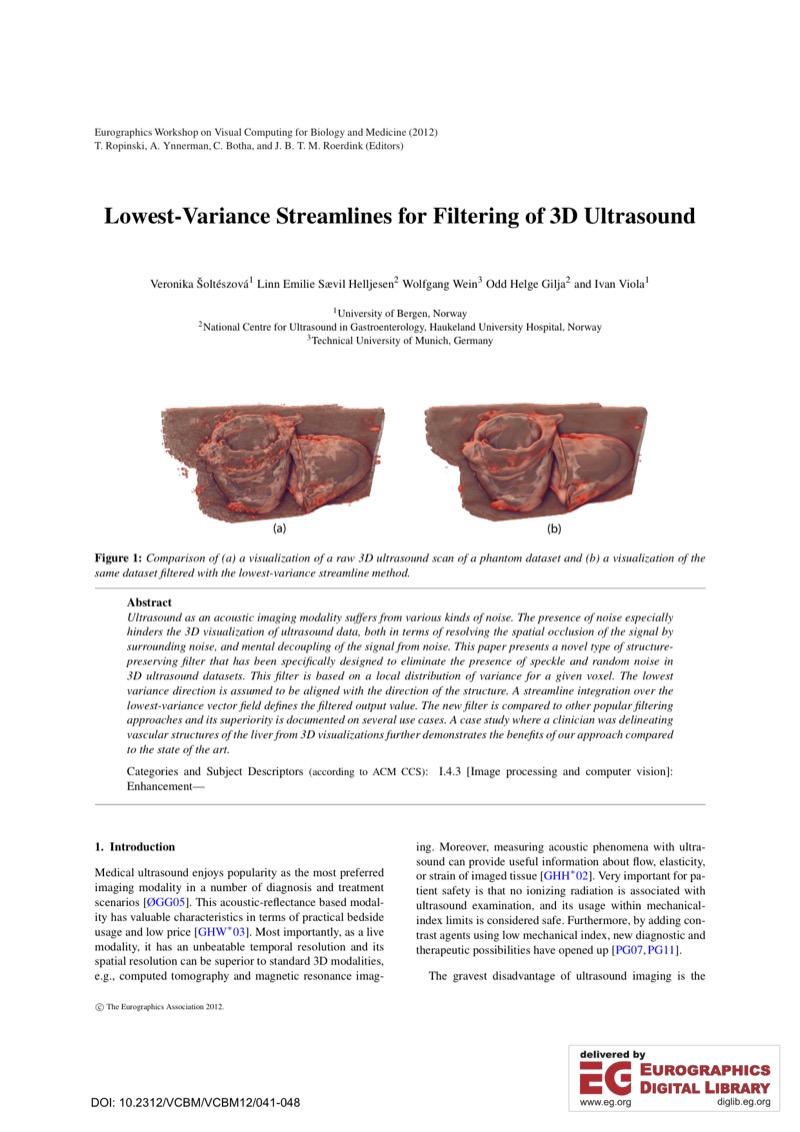 Eurographics Workshop on Visual Computing for Biology and Medicine (2012)
T. Ropinski, A. Ynnerman, C. Botha, and J. B. T. M. Roerdink (Editors)
Lowest-Variance Streamlines for Filtering of 3D Ultrasound
Veronika Šoltészová1 Linn Emilie Sævil Helljesen2 Wolfgang Wein3 Odd Helge Gilja2 and Ivan Viola1
1University of Bergen, Norway
2National Centre for Ultrasound in Gastroenterology, Haukeland University Hospital, Norway
3Technical University of Munich, Germany
(a)
(b)
Figure 1: Comparison of (a) a visualization of a raw 3D ultrasound scan of a phantom dataset and (b) a visualization of the
same dataset filtered with the lowest-variance streamline method.
Abstract
Ultrasound as an acoustic imaging modality suffers from various kinds of noise. The presence of noise especially
hinders the 3D visualization of ultrasound data, both in terms of resolving the spatial occlusion of the signal by
surrounding noise, and mental decoupling of the signal from noise. This paper presents a novel type of structure-
preserving filter that has been specifically designed to eliminate the presence of speckle and random noise in
3D ultrasound datasets. This filter is based on a local distribution of variance for a given voxel. The lowest
variance direction is assumed to be aligned with the direction of the structure. A streamline integration over the
lowest-variance vector field defines the filtered output value. The new filter is compared to other popular filtering
approaches and its superiority is documented on several use cases. A case study where a clinician was delineating
vascular structures of the liver from 3D visualizations further demonstrates the benefits of our approach compared
to the state of the art.
Categories and Subject Descriptors (according to ACM CCS): I.4.3 [Image processing and computer vision]:
Enhancement—
1. Introduction
Medical ultrasound enjoys popularity as the most preferred
imaging modality in a number of diagnosis and treatment
scenarios [ØGG05]. This acoustic-reflectance based modal-
ity has valuable characteristics in terms of practical bedside
usage and low price [GHW*03]. Most importantly, as a live
modality, it has an unbeatable temporal resolution and its
spatial resolution can be superior to standard 3D modalities,
e.g., computed tomography and magnetic resonance imag-
ing. Moreover, measuring acoustic phenomena with ultra-
sound can provide useful information about flow, elasticity,
or strain of imaged tissue [GHH*02]. Very important for pa-
tient safety is that no ionizing radiation is associated with
ultrasound examination, and its usage within mechanical-
index limits is considered safe. Furthermore, by adding con-
trast agents using low mechanical index, new diagnostic and
therapeutic possibilities have opened up [PG07, PG11].
The gravest disadvantage of ultrasound imaging is the
© The Eurographics Association 2012.
delivered by
EG EUROGRAPHICS
DIGITAL LIBRARY
www.eg.org diglib.eg.org
DOI: 10.2312/VCBM/VCBM12/041-048